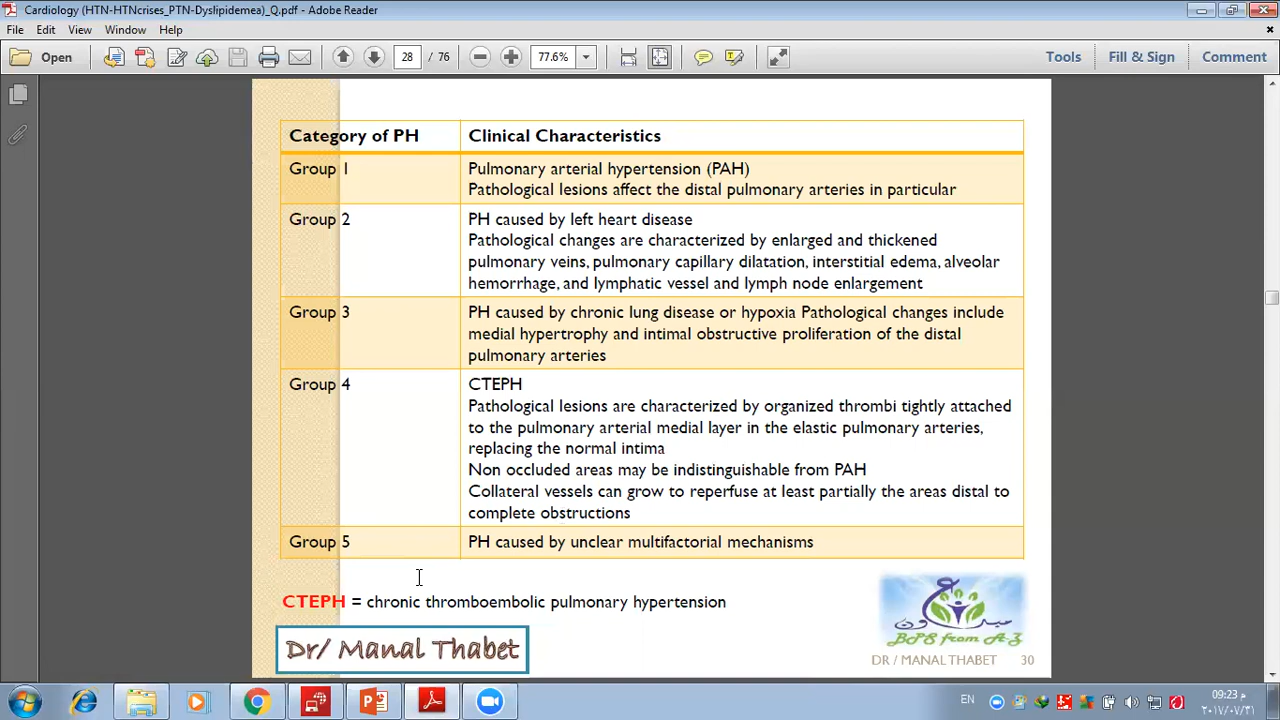 Cardiology (HTN-HTNcrises_PTN-Dyslipidemea)_Q.pdf - Adobe Reader
File Edit View Window Help
Open 28 / 76 77.6% Tools Fill & Sign Comment
Category of PH Clinical Characteristics
Group 1 Pulmonary arterial hypertension (PAH)
Pathological lesions affect the distal pulmonary arteries in particular
Group 2 PH caused by left heart disease
Pathological changes are characterized by enlarged and thickened
pulmonary veins, pulmonary capillary dilatation, interstitial edema, alveolar
hemorrhage, and lymphatic vessel and lymph node enlargement
Group 3 PH caused by chronic lung disease or hypoxia Pathological changes include
medial hypertrophy and intimal obstructive proliferation of the distal
pulmonary arteries
Group 4 CTEPH
Pathological lesions are characterized by organized thrombi tightly attached
to the pulmonary arterial medial layer in the elastic pulmonary arteries,
replacing the normal intima
Non occluded areas may be indistinguishable from PAH
Collateral vessels can grow to reperfuse at least partially the areas distal to
complete obstructions
Group 5 PH caused by unclear multifactorial mechanisms
CTEPH = chronic thromboembolic pulmonary hypertension
Dr/ Manal Thabet
BPS from A-Z
DR / MANAL THABET 30
EN
09:23 م
٢٠١٧/٠٧/٣١